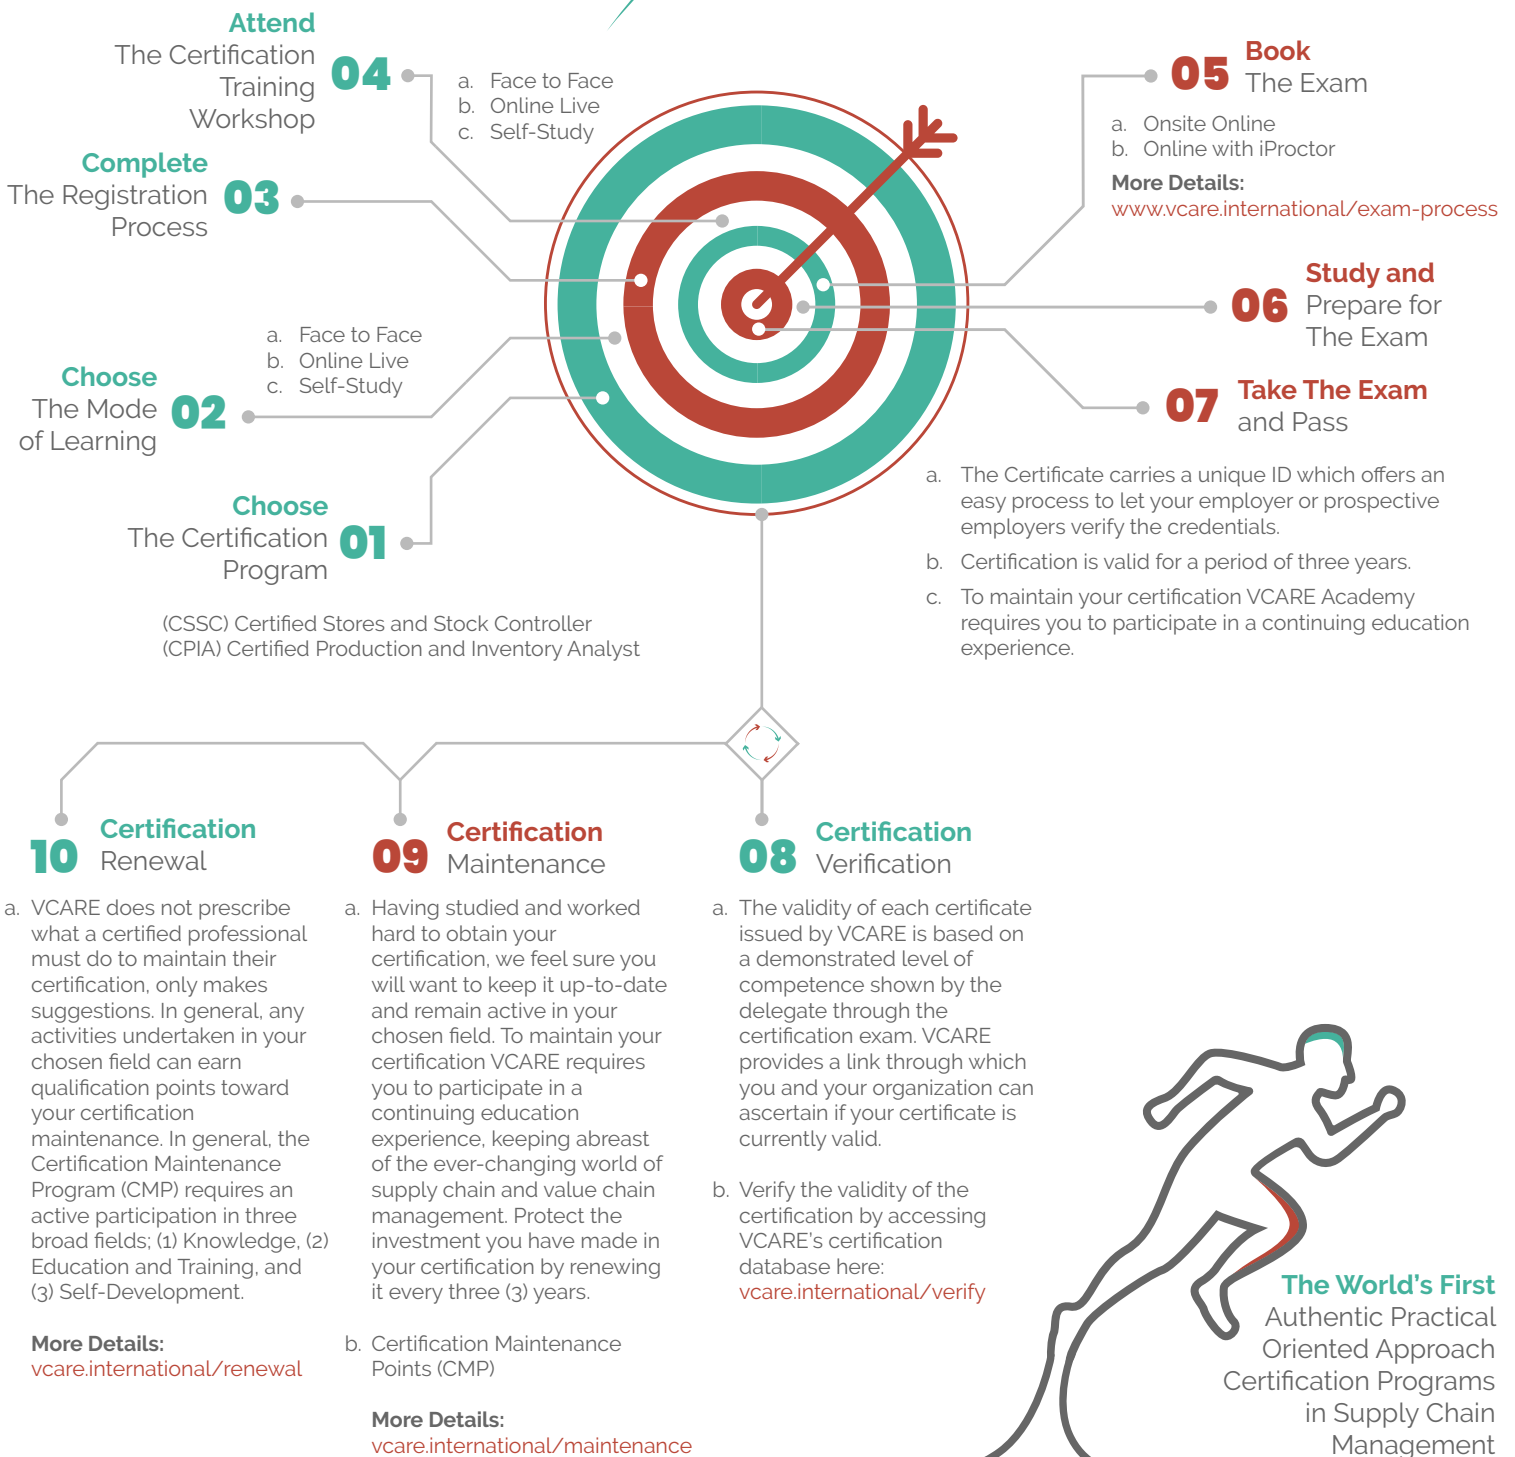 Attend
The Certification
Training
Workshop
04
a. Face to Face
b. Online Live
c. Self-Study
Complete
The Registration
Process
03
Choose
The Mode
of Learning
02
a. Face to Face
b. Online Live
c. Self-Study
Choose
The Certification
Program
01
(CSSC) Certified Stores and Stock Controller
(CPIA) Certified Production and Inventory Analyst
05
Book
The Exam
a. Onsite Online
b. Online with iProctor
More Details:
www.vcare.international/exam-process
06
Study and
Prepare for
The Exam
07
Take The Exam
and Pass
a. The Certificate carries a unique ID which offers an
easy process to let your employer or prospective
employers verify the credentials.
b. Certification is valid for a period of three years.
c. To maintain your certification VCARE Academy
requires you to participate in a continuing education
experience.
10
Certification
Renewal
a. VCARE does not prescribe
what a certified professional
must do to maintain their
certification, only makes
suggestions. In general, any
activities undertaken in your
chosen field can earn
qualification points toward
your certification
maintenance. In general, the
Certification Maintenance
Program (CMP) requires an
active participation in three
broad fields; (1) Knowledge, (2)
Education and Training, and
(3) Self-Development.
More Details:
vcare.international/renewal
09
Certification
Maintenance
a. Having studied and worked
hard to obtain your
certification, we feel sure you
will want to keep it up-to-date
and remain active in your
chosen field. To maintain your
certification VCARE requires
you to participate in a
continuing education
experience, keeping abreast
of the ever-changing world of
supply chain and value chain
management. Protect the
investment you have made in
your certification by renewing
it every three (3) years.
b. Certification Maintenance
Points (CMP)
More Details:
vcare.international/maintenance
08
Certification
Verification
a. The validity of each certificate
issued by VCARE is based on
a demonstrated level of
competence shown by the
delegate through the
certification exam. VCARE
provides a link through which
you and your organization can
ascertain if your certificate is
currently valid.
b. Verify the validity of the
certification by accessing
VCARE's certification
database here:
vcare.international/verify
The World's First
Authentic Practical
Oriented Approach
Certification Programs
in Supply Chain
Management